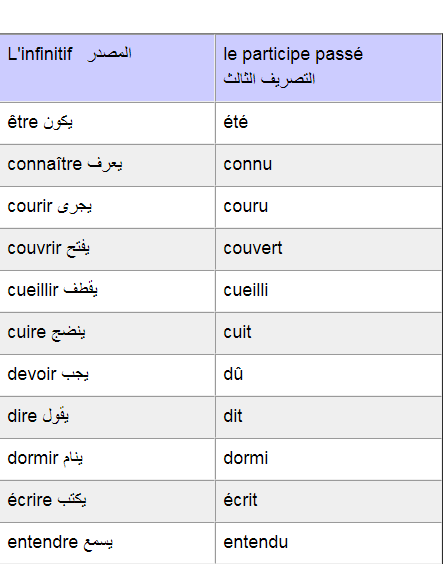 L'infinitif المصدر
le participe passé
التصريف الثالث
être يكون
été
connaître يعرف
connu
courir يجرى
couru
couvrir يفتح
couvert
cueillir يقطف
cueilli
cuire ينضج
cuit
devoir يجب
dû
dire يقول
dit
dormir ينام
dormi
écrire يكتب
écrit
entendre يسمع
entendu